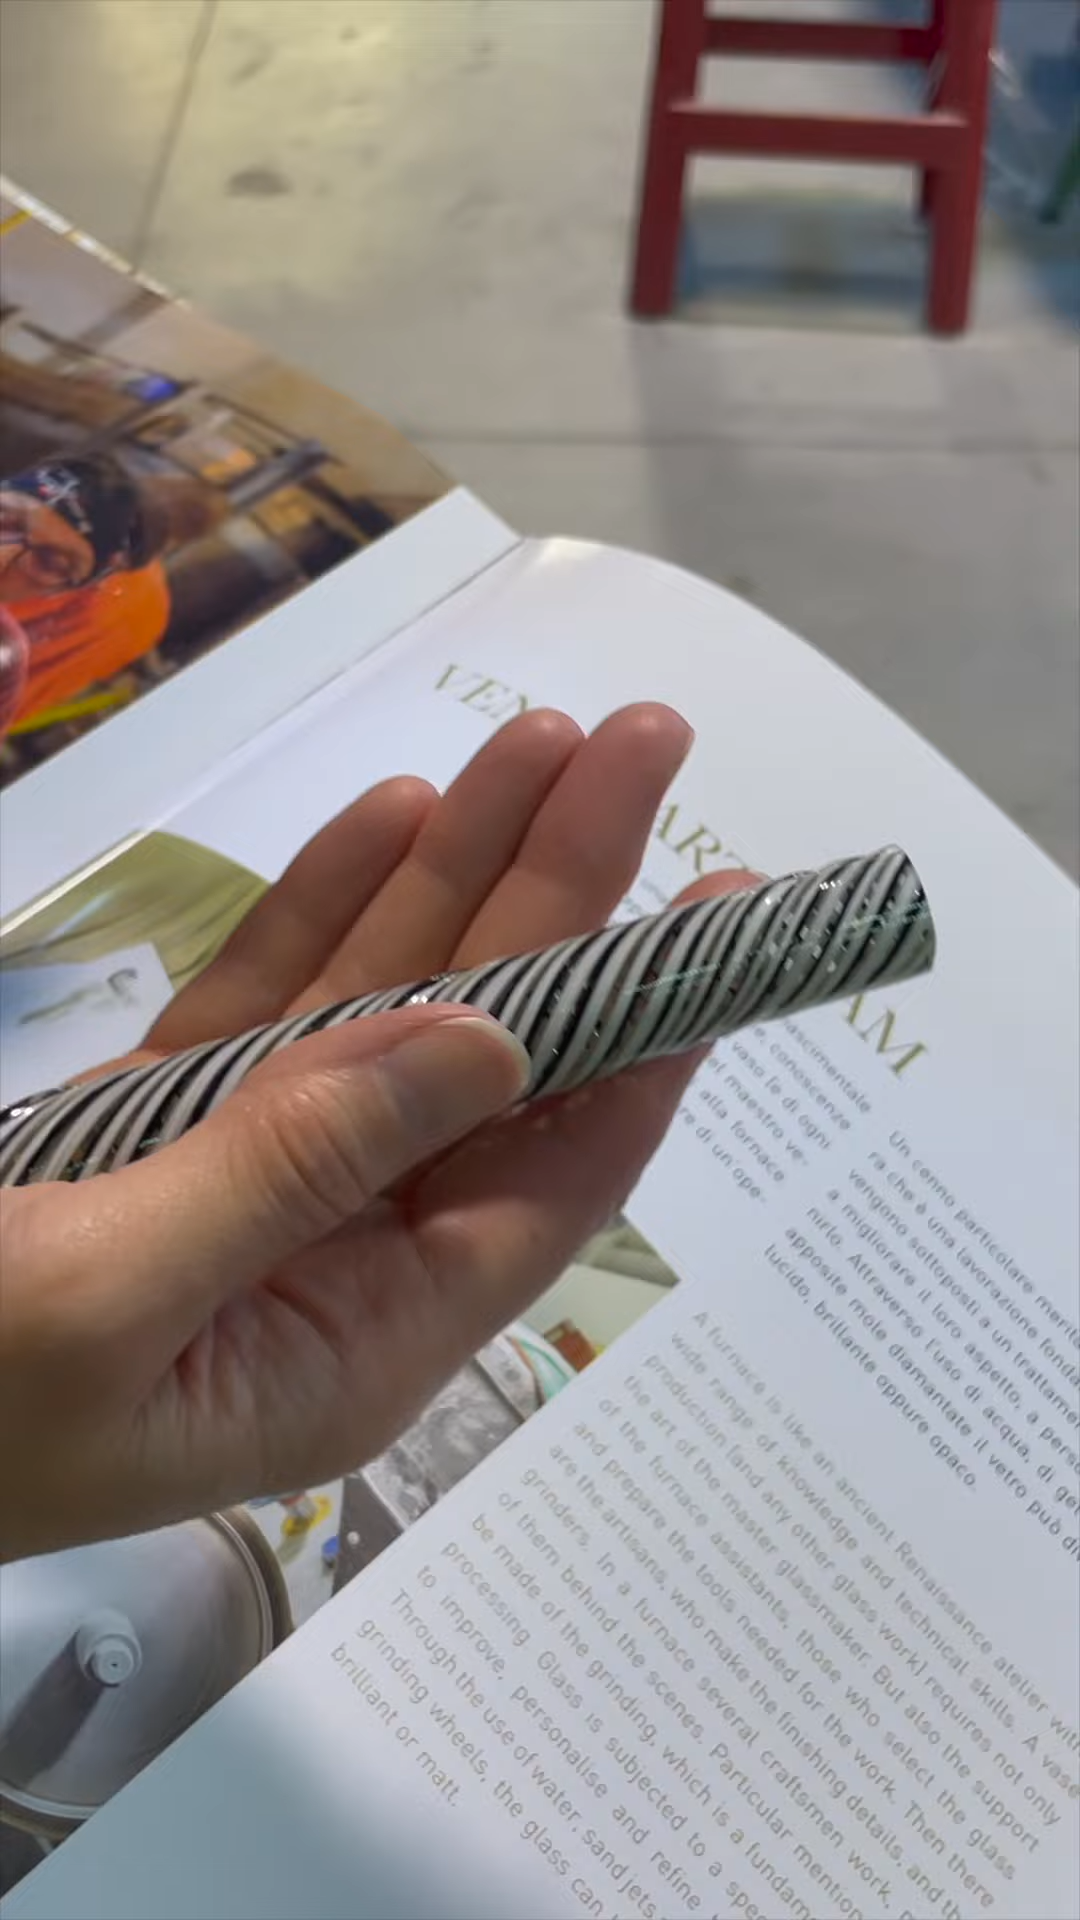 VEN
ART
AM
nascimentale
e, conoscenze
vaso (e di ogni
el maestro ve-
alla fornace
re di un'ope-
Un cenno particolare merita
ra che è una lavorazione fonda
vengono sottoposti a un trattamen
a migliorare il loro aspetto, a perso
nirlo. Attraverso l'uso di acqua, di get
apposite mole diamantate il vetro può di
lucido, brillante oppure opaco.
A furnace is like an ancient Renaissance atelier with
wide range of knowledge and technical skills. A vase
production (and any other glass work) requires not only
the art of the master glassmaker. But also the support
of the furnace assistants, those who select the glass
and prepare the tools needed for the work. Then there
are the artisans, who make the finishing details, and th
grinders. In a furnace several craftsmen work,
of them behind the scenes. Particular mention
be made of the grinding, which is a fundam
processing. Glass is subjected to a spec
to improve, personalise and refine
Through the use of water, sand jets
grinding wheels, the glass can
brilliant or matt.